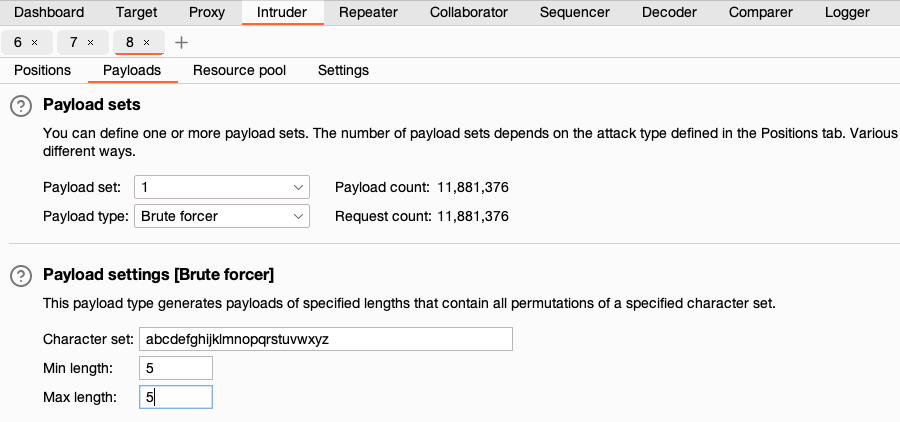 Dashboard Target Proxy Intruder Repeater Collaborator Sequencer Decoder Comparer Logger
6 × 7 × 8 × +
Positions Payloads Resource pool Settings
? Payload sets
You can define one or more payload sets. The number of payload sets depends on the attack type defined in the Positions tab. Various
different ways.
Payload set: 1 Payload count: 11,881,376
Payload type: Brute forcer Request count: 11,881,376
? Payload settings [Brute forcer]
This payload type generates payloads of specified lengths that contain all permutations of a specified character set.
Character set: abcdefghijklmnopqrstuvwxyz
Min length: 5
Max length: 5